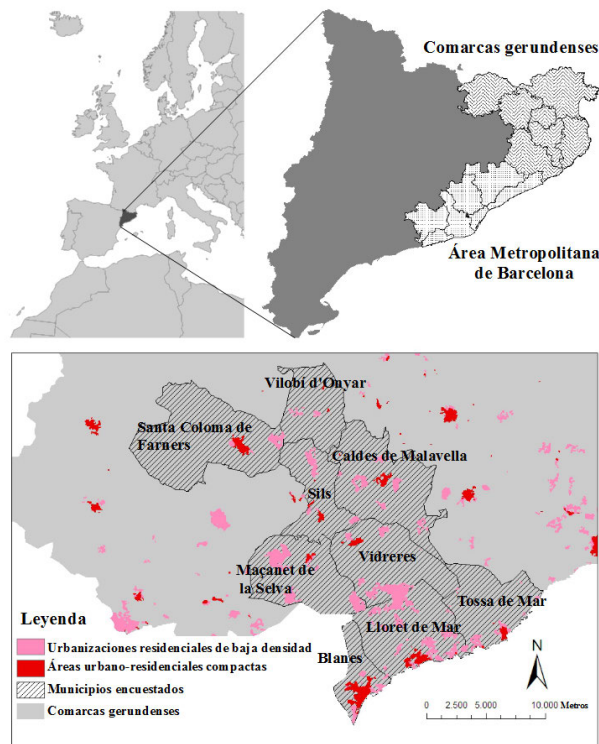 Comarcas gerundenses
Área Metropolitana
de Barcelona
Vilobí d'Onyar
Santa Coloma de
Farners
Caldes de Malavella
Sils
Vidreres
Maçanet de
la Selva
Tossa de Mar
Lloret de Mar
Blanes
Leyenda
Urbanizaciones residenciales de baja densidad
Áreas urbano-residenciales compactas
Municipios encuestados
Comarcas gerundenses
N
0 2.500 5.000 10.000 Metros